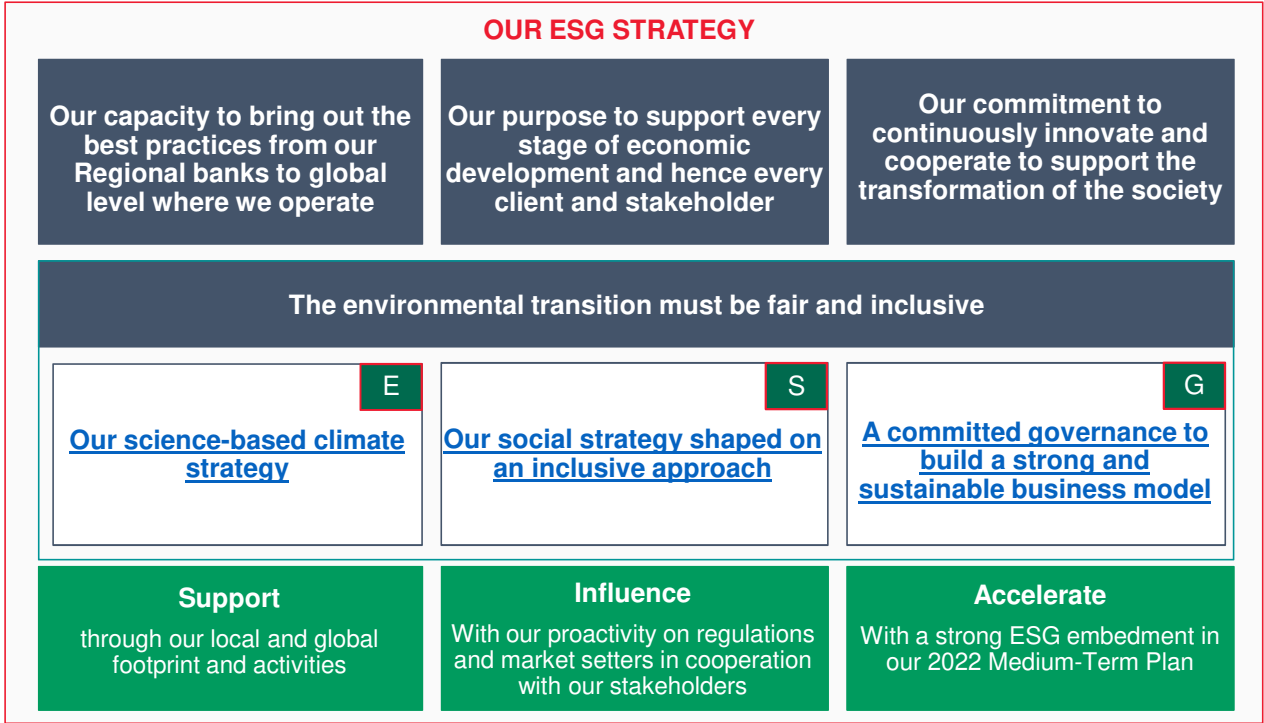 OUR ESG STRATEGY
Our capacity to bring out the
best practices from our
Regional banks to global
level where we operate
Our purpose to support every
stage of economic
development and hence every
client and stakeholder
Our commitment to
continuously innovate and
cooperate to support the
transformation of the society
The environmental transition must be fair and inclusive
E
Our science-based climate
strategy
S
Our social strategy shaped on
an inclusive approach
G
A committed governance to
build a strong and
sustainable business model
Support
through our local and global
footprint and activities
Influence
With our proactivity on regulations
and market setters in cooperation
with our stakeholders
Accelerate
With a strong ESG embedment in
our 2022 Medium-Term Plan